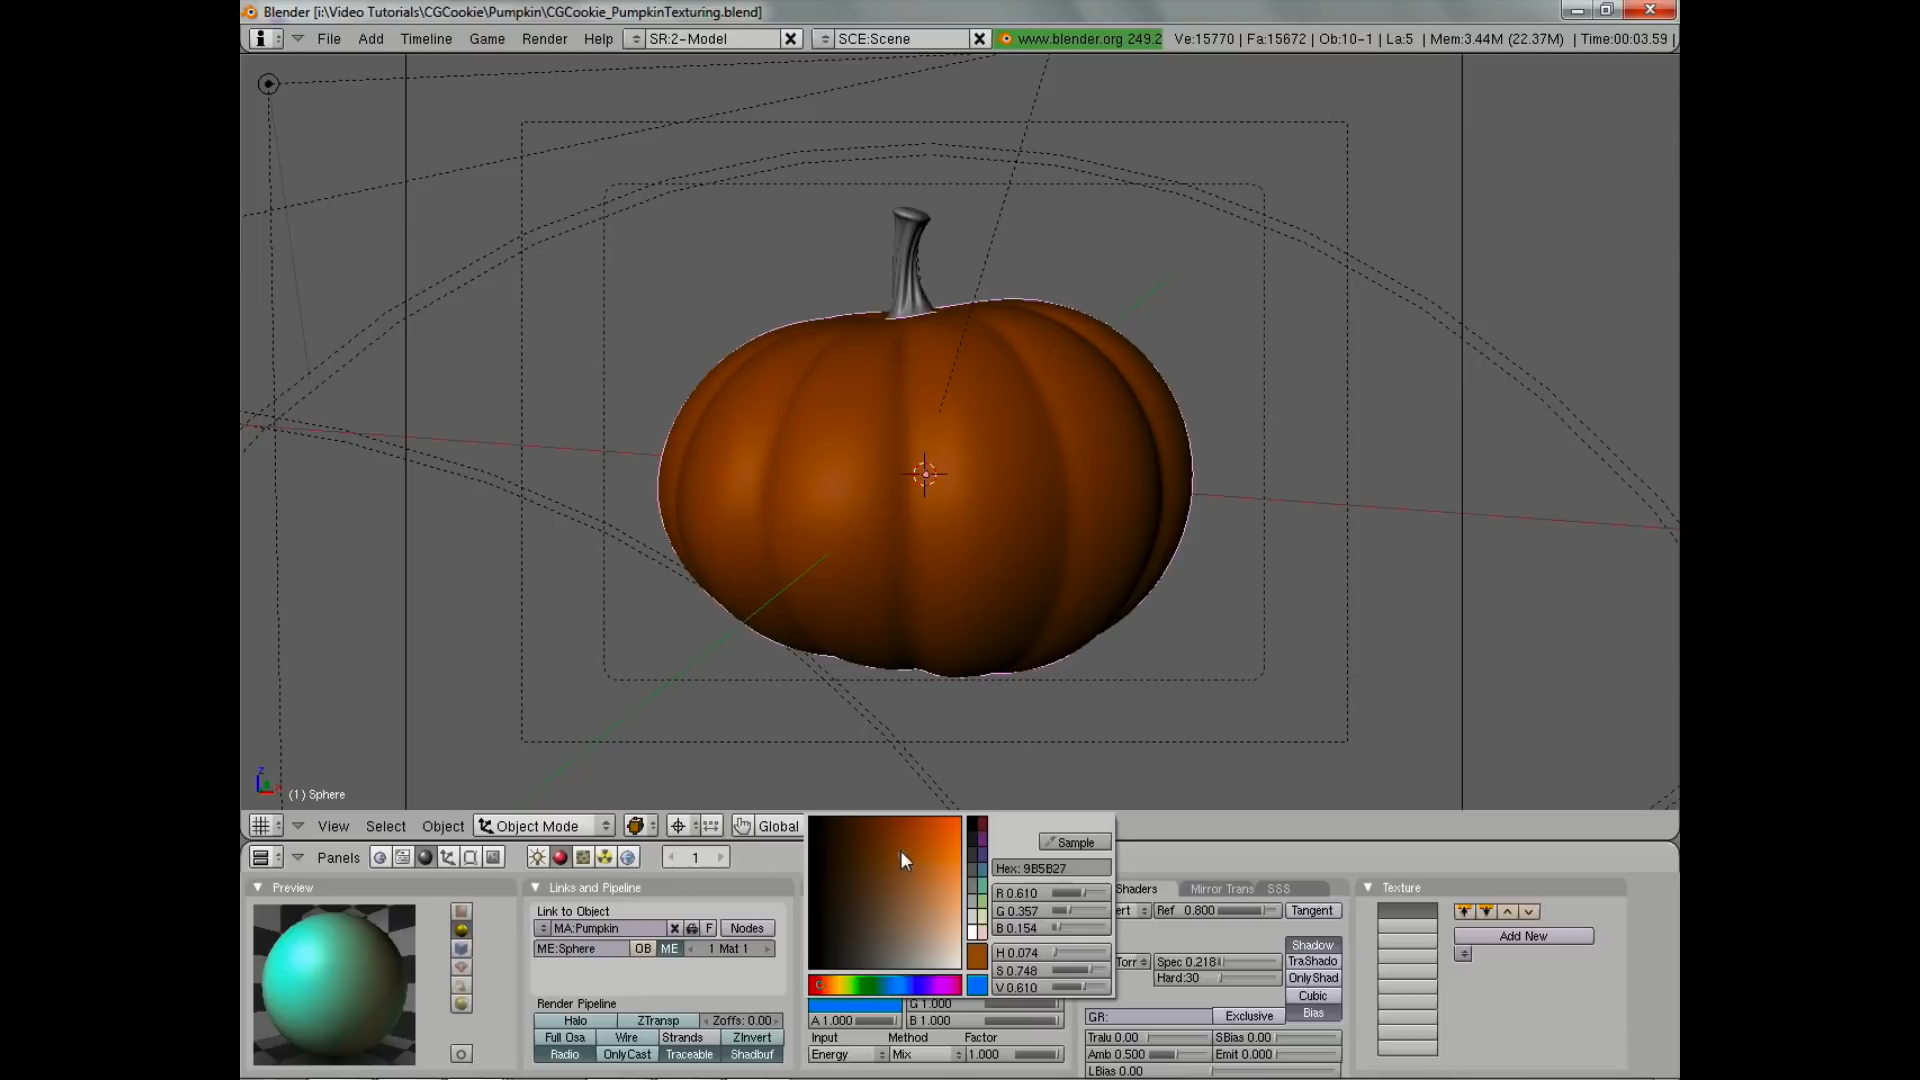 Blender [i:\Video Tutorials\CGCookie\Pumpkin\CGCookie_PumpkinTexturing.blend]
File Add Timeline Game Render Help SR:2-Model SCE:Scene www.blender.org 249.2 Ve:15770 | Fa:15672 | Ob:10-1 | La:5 | Mem:3.44M (22.37M) | Time:00:03.59 |
z
(1) Sphere
View Select Object Object Mode Global
Panels 1
Preview
Links and Pipeline
Link to Object
MA:Pumpkin F Nodes
ME:Sphere OB ME 1 Mat 1
Render Pipeline
Halo ZTransp Zoffs: 0.00
Full Osa Wire Strands ZInvert
Radio OnlyCast Traceable Shadbuf
Sample
Hex: 9B5B27
R 0.610
G 0.357
B 0.154
H 0.074
S 0.748
V 0.610
G 1.000
A 1.000 B 1.000
Input Method Factor
Energy Mix 1.000
Shaders Mirror Trans SSS
ert Ref 0.800 Tangent
Shadow
Torr Spec 0.218 TraShado
Hard:30 OnlyShad
Cubic
GR: Exclusive Bias
Tralu 0.00 SBias 0.00
Amb 0.500 Emit 0.000
LBias 0.00
Texture
Add New